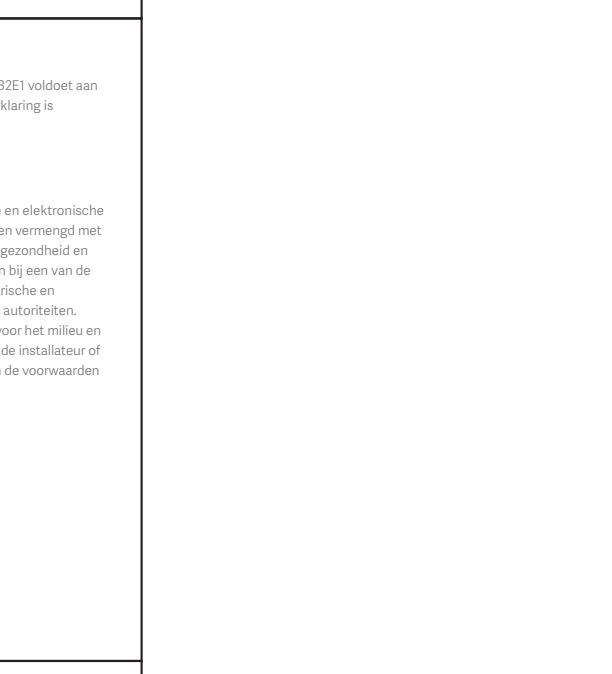 32E1 voldoet aan
klaring is
en elektronische
en vermengd met
gezondheid en
n bij een van de
rische en
autoriteiten.
voor het milieu en
de installateur of
n de voorwaarden